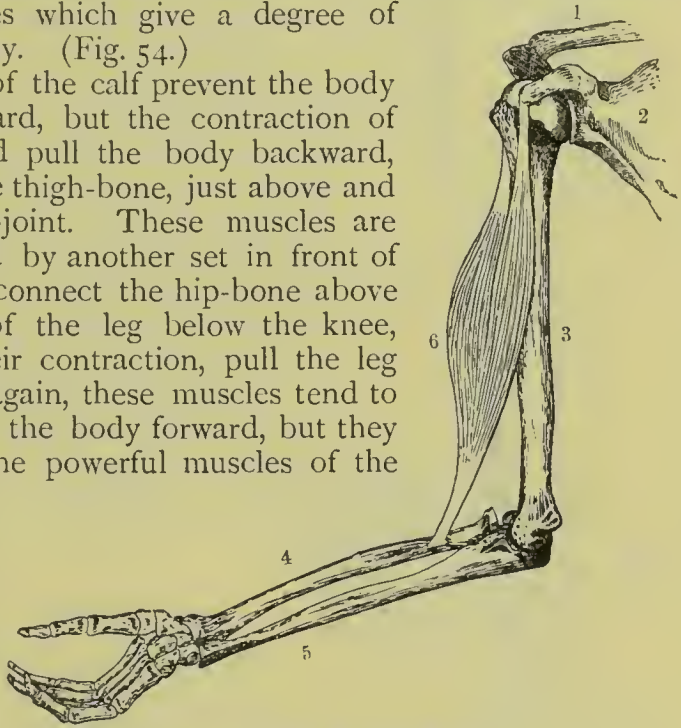 es which give a degree of
y. (Fig. 54.)
of the calf prevent the body
ard, but the contraction of
d pull the body backward,
e thigh-bone, just above and
-joint. These muscles are
by another set in front of
connect the hip-bone above
of the leg below the knee,
eir contraction, pull the leg
again, these muscles tend to
the body forward, but they
he powerful muscles of the
1
2
3
6
4
5